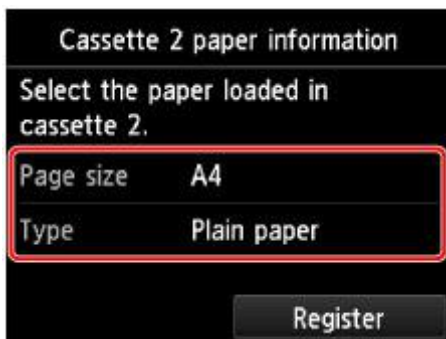 Cassette 2 paper information
Select the paper loaded in
cassette 2.
Page size A4
Type Plain paper
Register